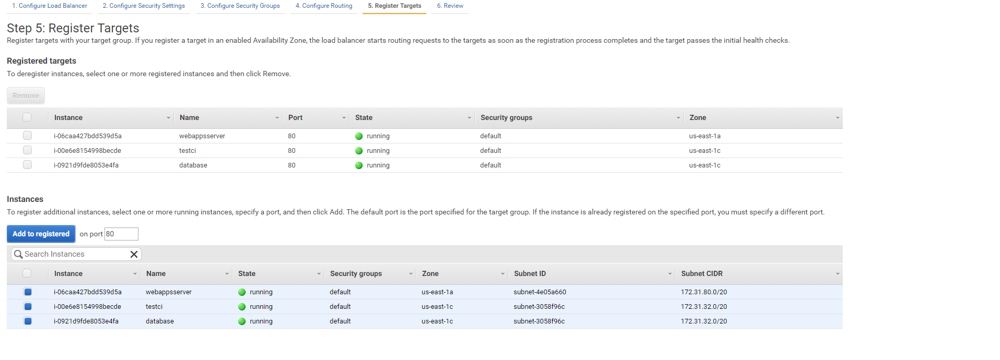 1. Configure Load Balancer 2. Configure Security Settings 3. Configure Security Groups 4. Configure Routing 5. Register Targets 6. Review
Step 5: Register Targets
Register targets with your target group. If you register a target in an enabled Availability Zone, the load balancer starts routing requests to the targets as soon as the registration process completes and the target passes the initial health checks.
Registered targets
To deregister instances, select one or more registered instances and then click Remove.
Remove
Instance Name Port State Security groups Zone
i-06caa427bdd539d5a webappsserver 80 running default us-east-1a
i-00e6e8154998becde testci 80 running default us-east-1c
i-0921d9fde8053e4fa database 80 running default us-east-1c
Instances
To register additional instances, select one or more running instances, specify a port, and then click Add. The default port is the port specified for the target group. If the instance is already registered on the specified port, you must specify a different port.
Add to registered on port 80
Search Instances
Instance Name State Security groups Zone Subnet ID Subnet CIDR
i-06caa427bdd539d5a webappsserver running default us-east-1a subnet-4e05a660 172.31.80.0/20
i-00e6e8154998becde testci running default us-east-1c subnet-3058f96c 172.31.32.0/20
i-0921d9fde8053e4fa database running default us-east-1c subnet-3058f96c 172.31.32.0/20